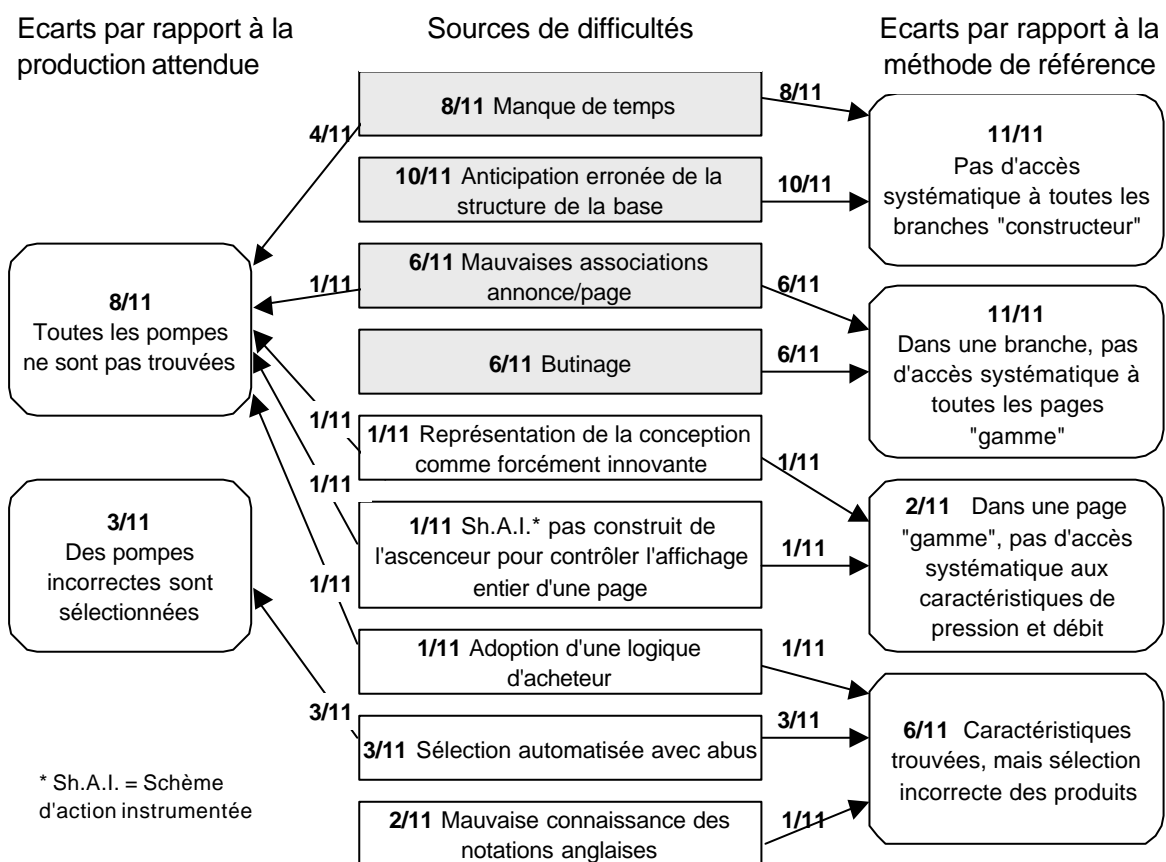 Ecarts par rapport à la
production attendue
Sources de difficultés
Ecarts par rapport à la
méthode de référence
8/11 Manque de temps
10/11 Anticipation erronée de la
structure de la base
6/11 Mauvaises associations
annonce/page
6/11 Butinage
1/11 Représentation de la conception
comme forcément innovante
1/11 Sh.A.I.* pas construit de
l'ascenceur pour contrôler l'affichage
entier d'une page
1/11 Adoption d'une logique
d'acheteur
3/11 Sélection automatisée avec abus
2/11 Mauvaise connaissance des
notations anglaises
4/11
1/11
1/11
1/11
1/11
3/11
8/11
Toutes les pompes
ne sont pas trouvées
3/11
Des pompes
incorrectes sont
sélectionnées
* Sh.A.I. = Schème
d'action instrumentée
8/11
10/11
6/11
6/11
1/11
1/11
1/11
3/11
1/11
11/11
Pas d'accès
systématique à toutes les
branches "constructeur"
11/11
Dans une branche, pas
d'accès systématique à
toutes les pages
"gamme"
2/11 Dans une page
"gamme", pas d'accès
systématique aux
caractéristiques de
pression et débit
6/11 Caractéristiques
trouvées, mais sélection
incorrecte des produits